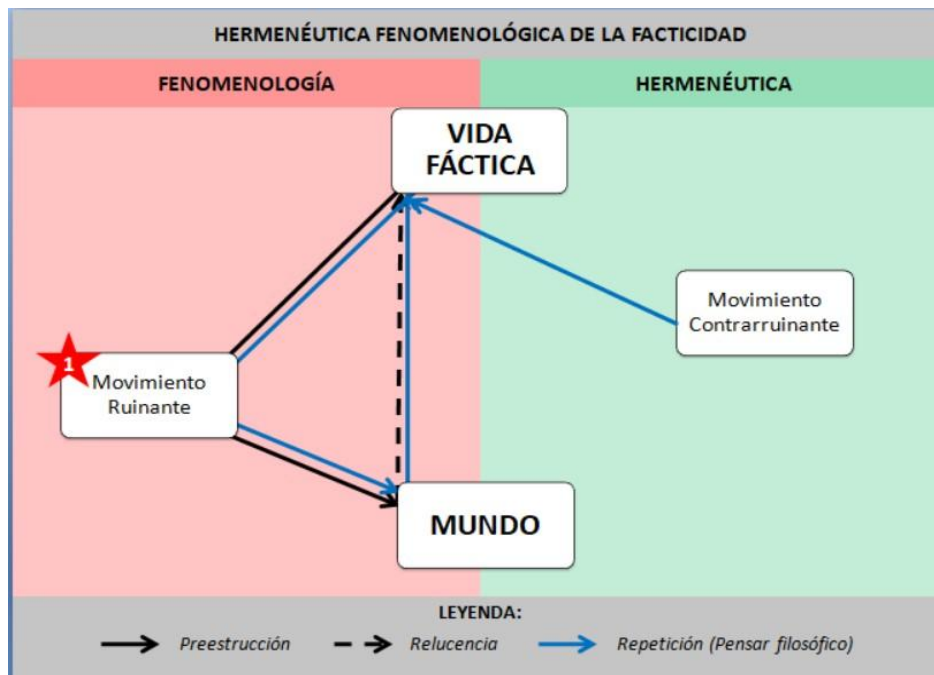 HERMENÉUTICA FENOMENOLÓGICA DE LA FACTICIDAD
FENOMENOLOGÍA
HERMENÉUTICA
VIDA
FÁCTICA
Movimiento
Contrarruinante
1
Movimiento
Ruinante
MUNDO
LEYENDA:
Preestrucción
Relucencia
Repetición (Pensar filosófico)